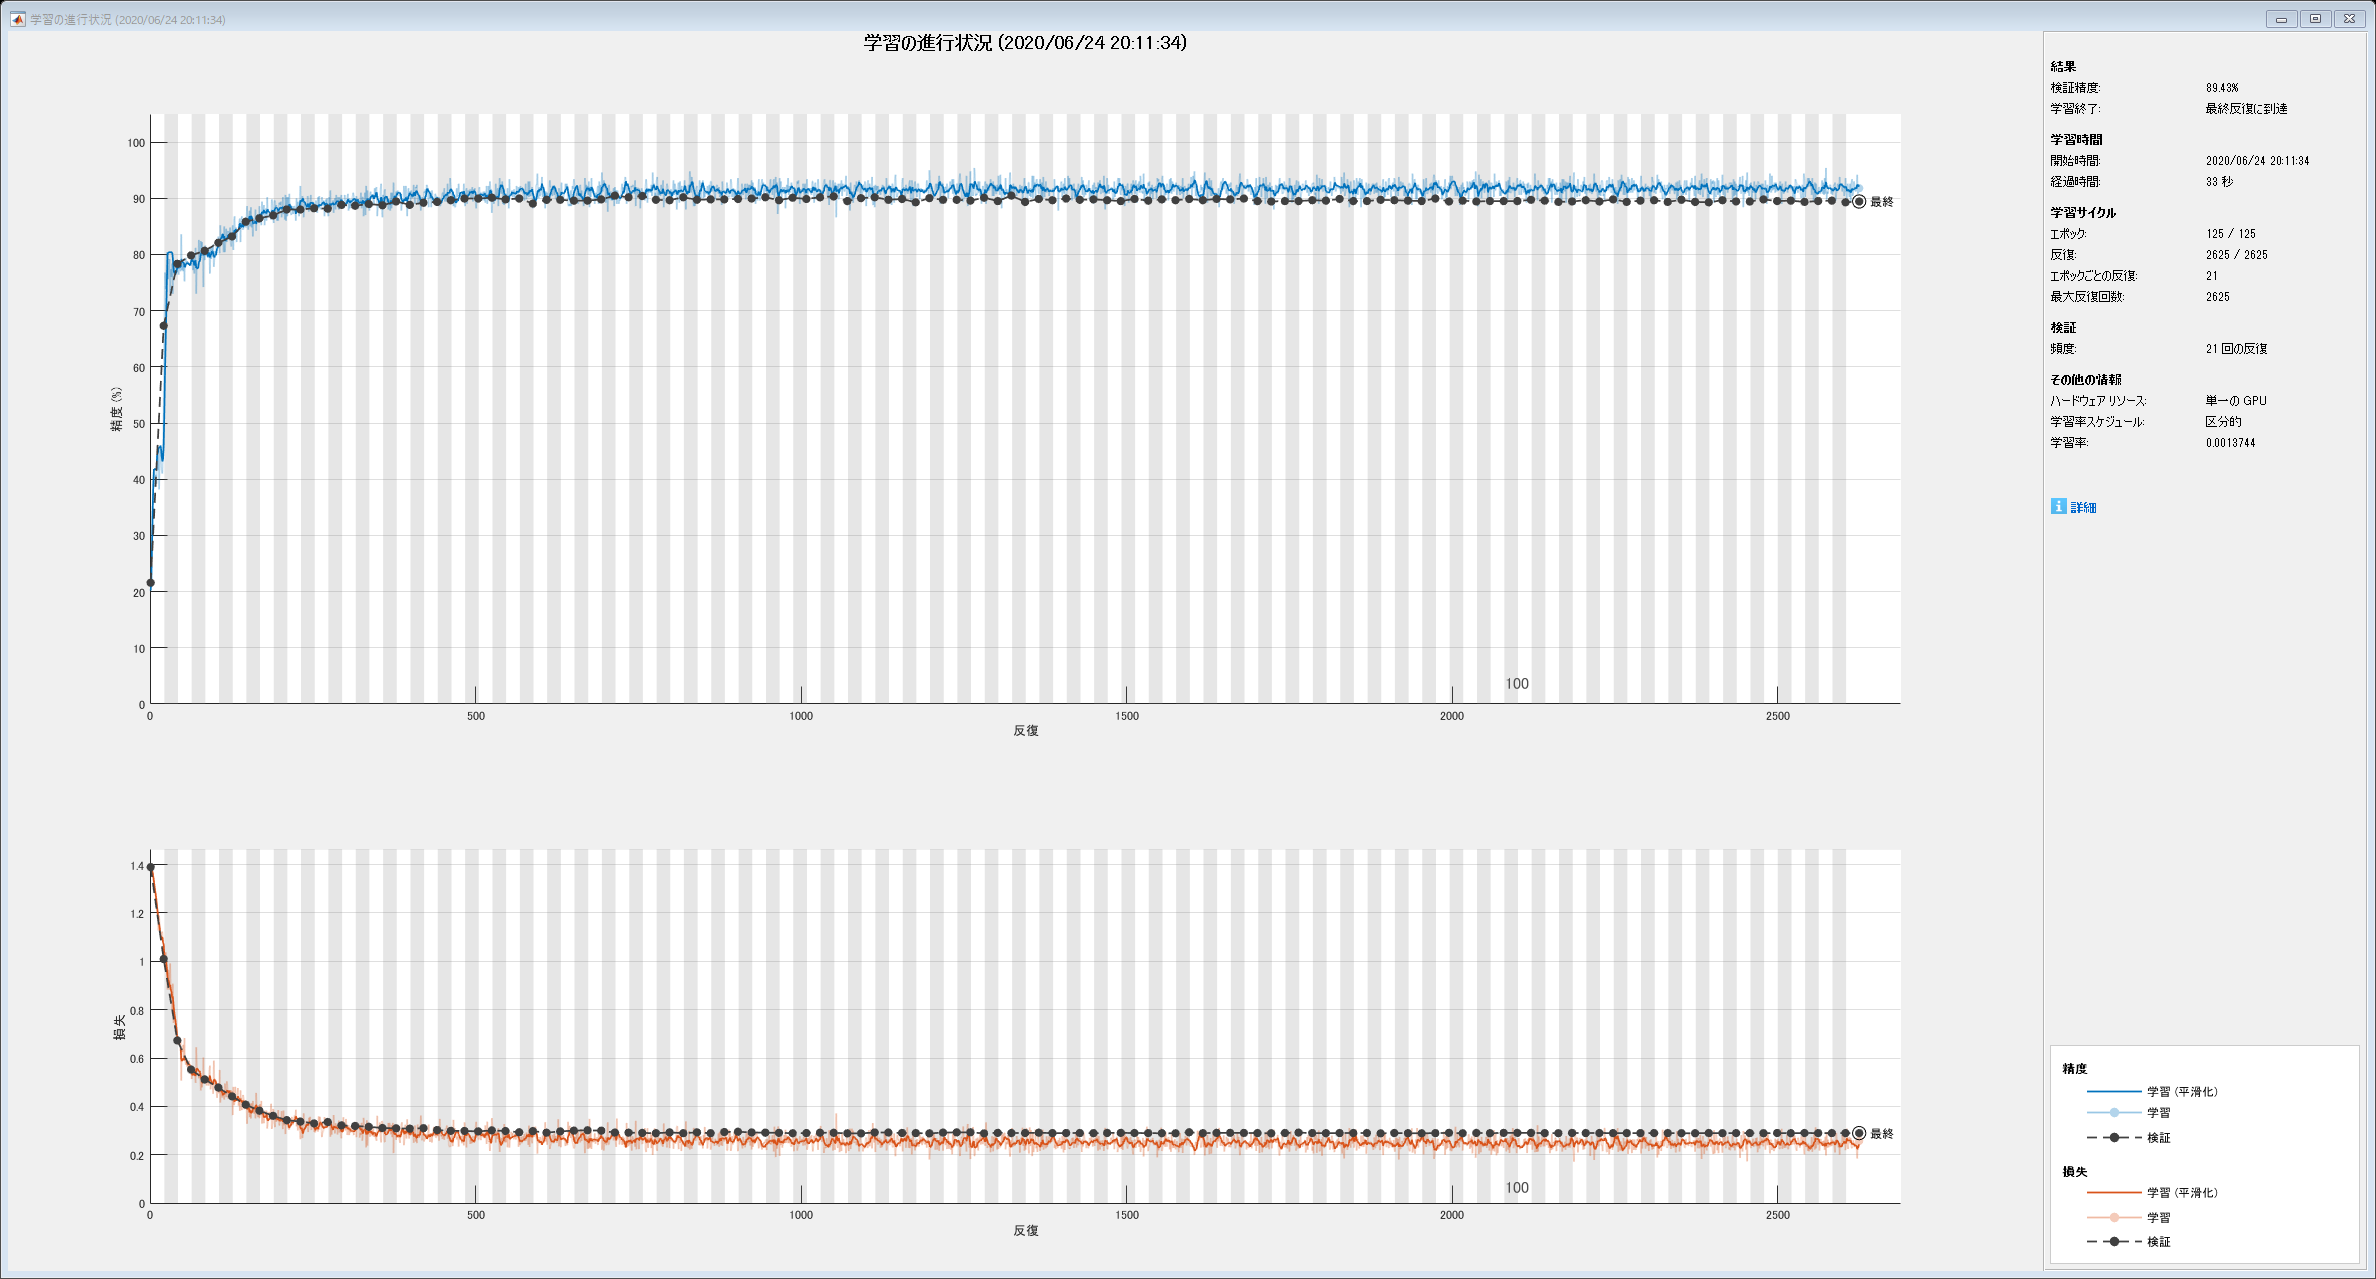 学習の進行状況 (2020/06/24 20:11:34)
学習の進行状況 (2020/06/24 20:11:34)
100
90
80
70
60
50
40
30
20
10
0
精度 (%)
最終
100
0
500
1000
1500
2000
2500
反復
1.4
1.2
1
0.8
0.6
0.4
0.2
0
損失
最終
100
0
500
1000
1500
2000
2500
反復
結果
検証精度: 89.43%
学習終了: 最終反復に到達
学習時間
開始時間: 2020/06/24 20:11:34
経過時間: 33 秒
学習サイクル
エポック: 125 / 125
反復: 2625 / 2625
エポックごとの反復: 21
最大反復回数: 2625
検証
頻度: 21 回の反復
その他の情報
ハードウェア リソース: 単一の GPU
学習率スケジュール: 区分的
学習率: 0.0013744
i 詳細
精度
学習 (平滑化)
学習
検証
損失
学習 (平滑化)
学習
検証